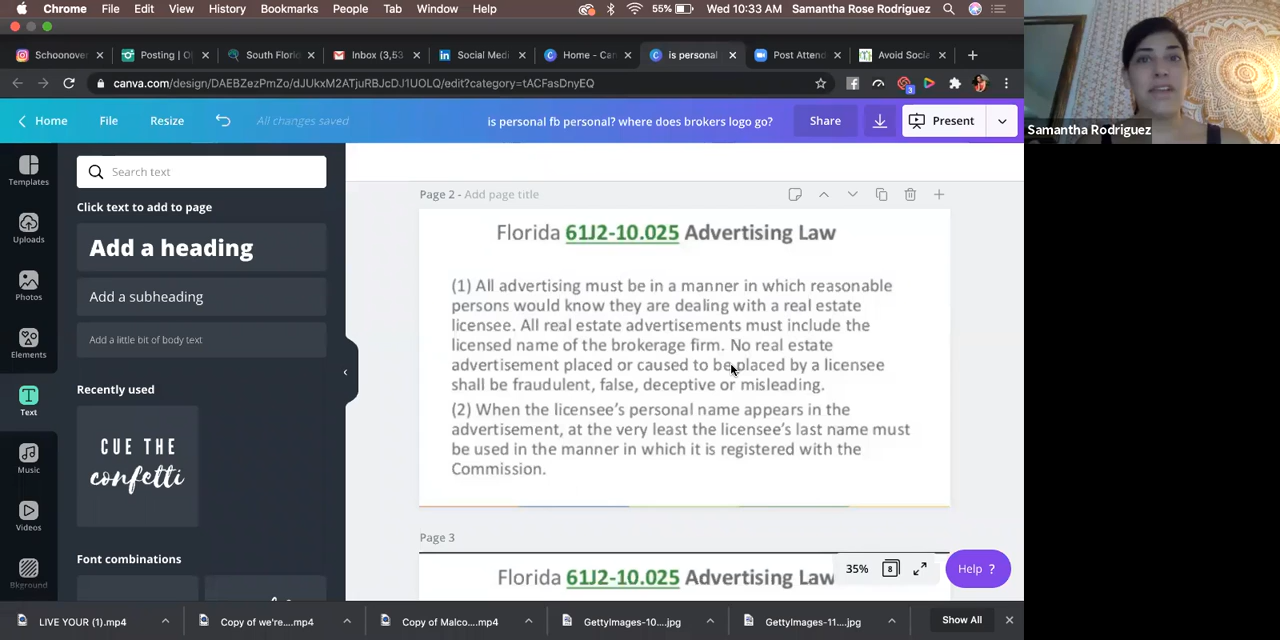 Chrome File Edit View History Bookmarks People Tab Window Help 55% Wed 10:33 AM Samantha Rose Rodriguez
Schoonover Posting | O South Florid Inbox (3,53 Social Medi Home - Can is personal Post Attend Avoid Socia
canva.com/design/DAEBZezPmZo/dJUkxM2ATjuRBJcDJ1UOLQ/edit?category=tACFasDnyEQ
3
Home File Resize All changes saved is personal fb personal? where does brokers logo go? Share Present
Templates
Uploads
Photos
Elements
Text
Music
Videos
Bkground
Search text
Click text to add to page
Add a heading
Add a subheading
Add a little bit of body text
Recently used
CUE THE
confetti
Font combinations
Page 2 - Add page title
Florida 61J2-10.025 Advertising Law
(1) All advertising must be in a manner in which reasonable
persons would know they are dealing with a real estate
licensee. All real estate advertisements must include the
licensed name of the brokerage firm. No real estate
advertisement placed or caused to be placed by a licensee
shall be fraudulent, false, deceptive or misleading.
(2) When the licensee's personal name appears in the
advertisement, at the very least the licensee's last name must
be used in the manner in which it is registered with the
Commission.
Page 3
Florida 61J2-10.025 Advertising Law
35% 8 Help ?
LIVE YOUR (1).mp4 Copy of we're....mp4 Copy of Malco....mp4 GettyImages-10....jpg GettyImages-11....jpg Show All
Samantha Rodriguez